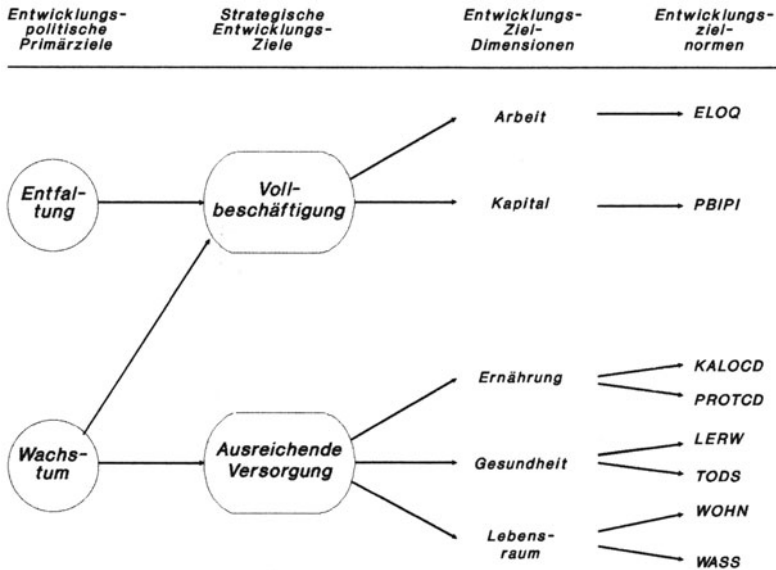 Entwicklungs-
politische
Primärziele
Strategische
Entwicklungs-
Ziele
Entwicklungs-
Ziel-
Dimensionen
Entwicklungs-
ziel-
normen
Arbeit
ELOQ
Entfal-
tung
Voll-
beschäftigung
Kapital
PBIPI
Ernährung
KALOCD
PROTCD
Wachs-
tum
Ausreichende
Versorgung
Gesundheit
LERW
TODS
Lebens-
raum
WOHN
WASS